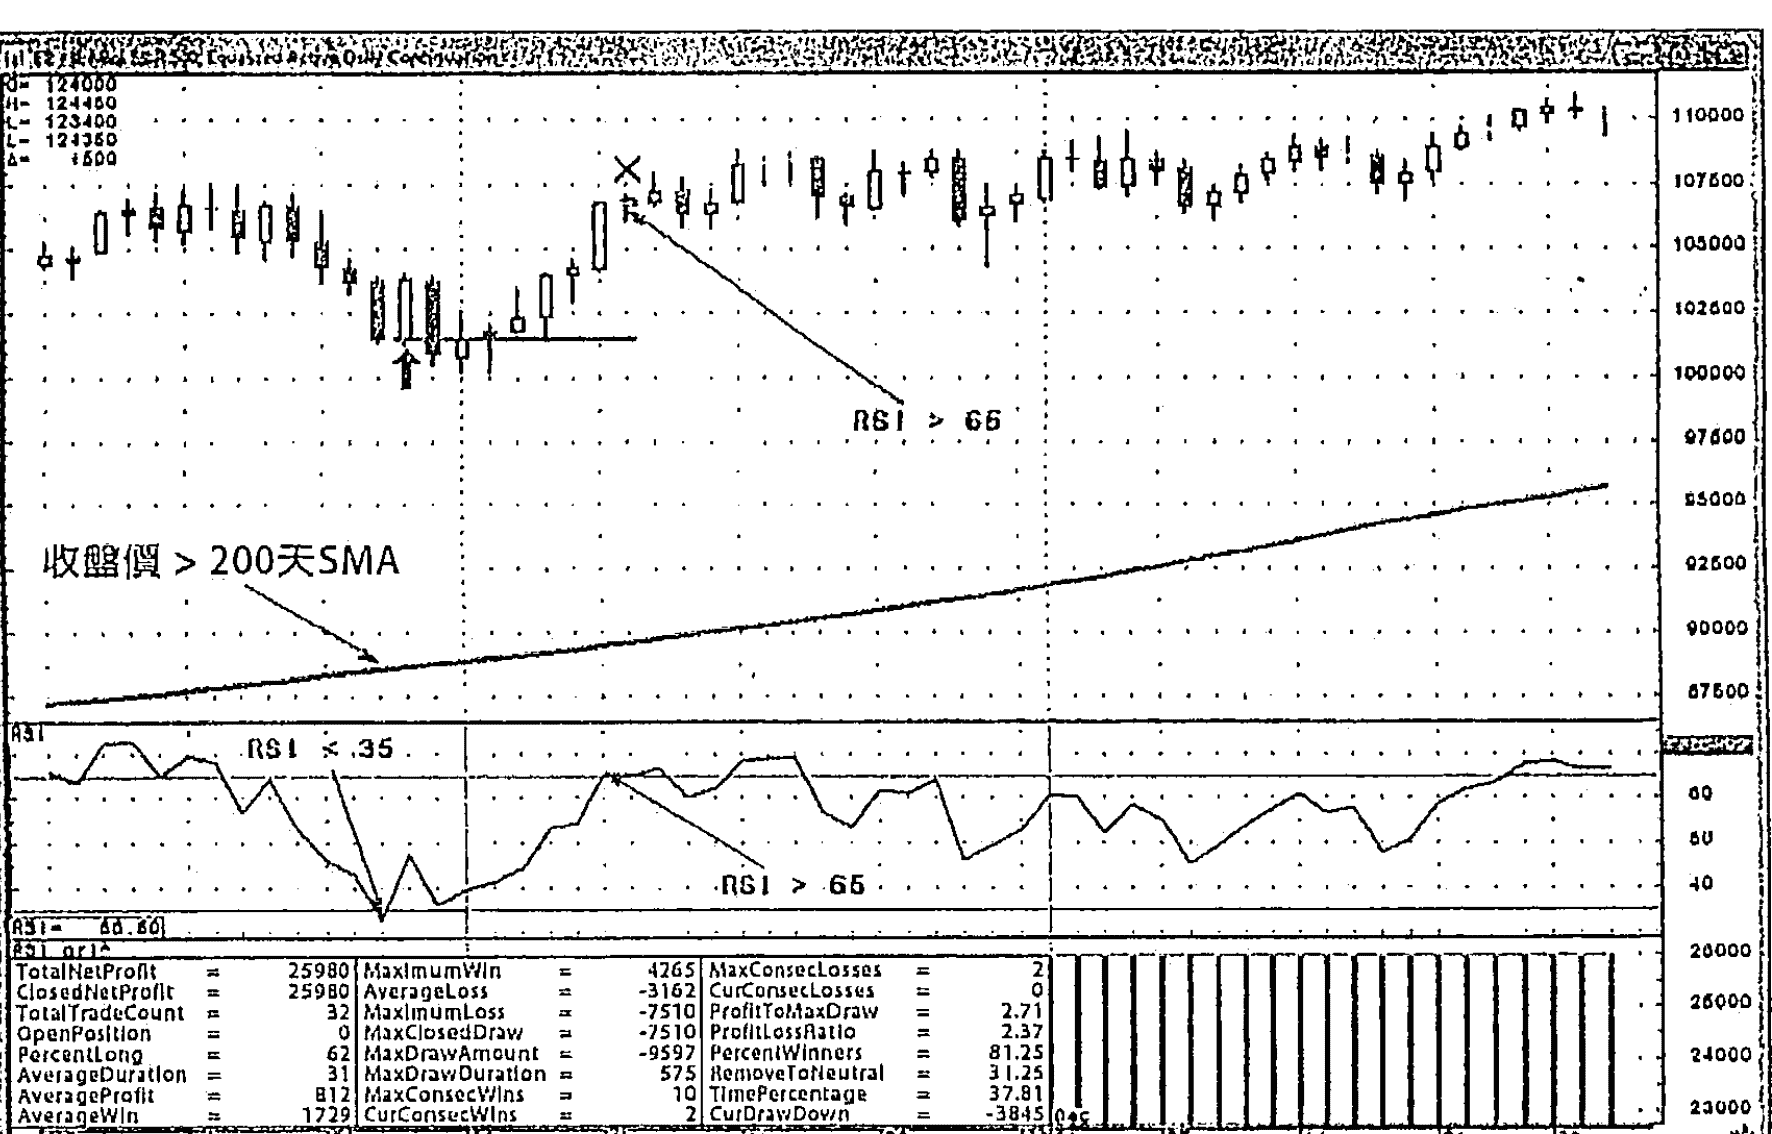 O= 124000
H= 124450
L= 123400
L= 124350
Δ= 1500
110000
107500
105000
102500
100000
97500
95000
92500
90000
87500
RSI > 65
收盤價 > 200天SMA
RSI
RSI < 35
RSI > 65
60
50
40
RSI=
TotalNetProfit = 25980 MaximumWin = 4265 MaxConsecLosses = 2
ClosedNetProfit = 25980 AverageLoss = -3162 CurConsecLosses = 0
TotalTradeCount = 32 MaximumLoss = -7510 ProfitToMaxDraw = 2.71
OpenPosition = 0 MaxClosedDraw = -7510 ProfitLossRatio = 2.37
PercentLong = 62 MaxDrawAmount = -9597 PercentWinners = 81.25
AverageDuration = 31 MaxDrawDuration = 575 RemoveToNeutral = 31.25
AverageProfit = 812 MaxConsecWins = 10 TimePercentage = 37.81
AverageWin = 1729 CurConsecWins = 2 CurDrawDown = -3845
26000
25000
24000
23000